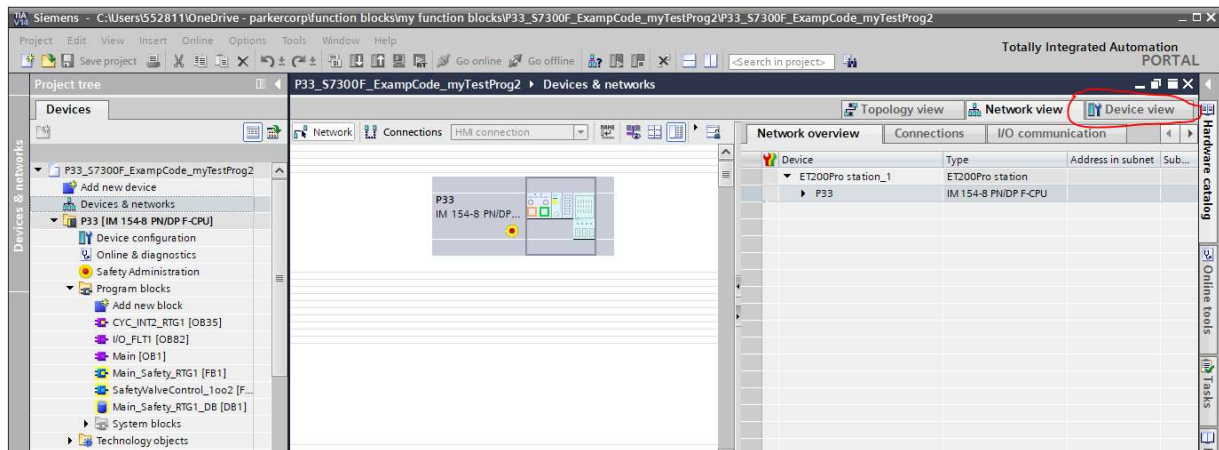 TIA V14 Siemens - C:\Users\552811\OneDrive - parkercorp\function blocks\my function blocks\P33_S7300F_ExampCode_myTestProg2\P33_S7300F_ExampCode_myTestProg2
Project Edit View Insert Online Options Tools Window Help
Totally Integrated Automation
PORTAL
Save project Go online Go offline <Search in project>
Project tree
P33_S7300F_ExampCode_myTestProg2 ▸ Devices & networks
Devices
Topology view Network view Device view
Network Connections HMI connection
Network overview Connections I/O communication
Device Type Address in subnet Sub...
ET200Pro station_1 ET200Pro station
P33 IM 154-8 PN/DP F-CPU
P33
IM 154-8 PN/DP...
P33_S7300F_ExampCode_myTestProg2
Add new device
Devices & networks
P33 [IM 154-8 PN/DP F-CPU]
Device configuration
Online & diagnostics
Safety Administration
Program blocks
Add new block
CYC_INT2_RTG1 [OB35]
I/O_FLT1 [OB82]
Main [OB1]
Main_Safety_RTG1 [FB1]
SafetyValveControl_1oo2 [F...
Main_Safety_RTG1_DB [DB1]
System blocks
Technology objects
Devices & networks
Hardware catalog
Online tools
Tasks